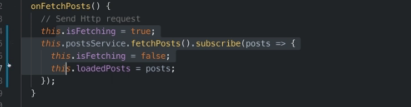 onFetchPosts() {
// Send Http request
this.isFetching = true;
this.postsService.fetchPosts().subscribe(posts => {
this.isFetching = false;
this.loadedPosts = posts;
});
}